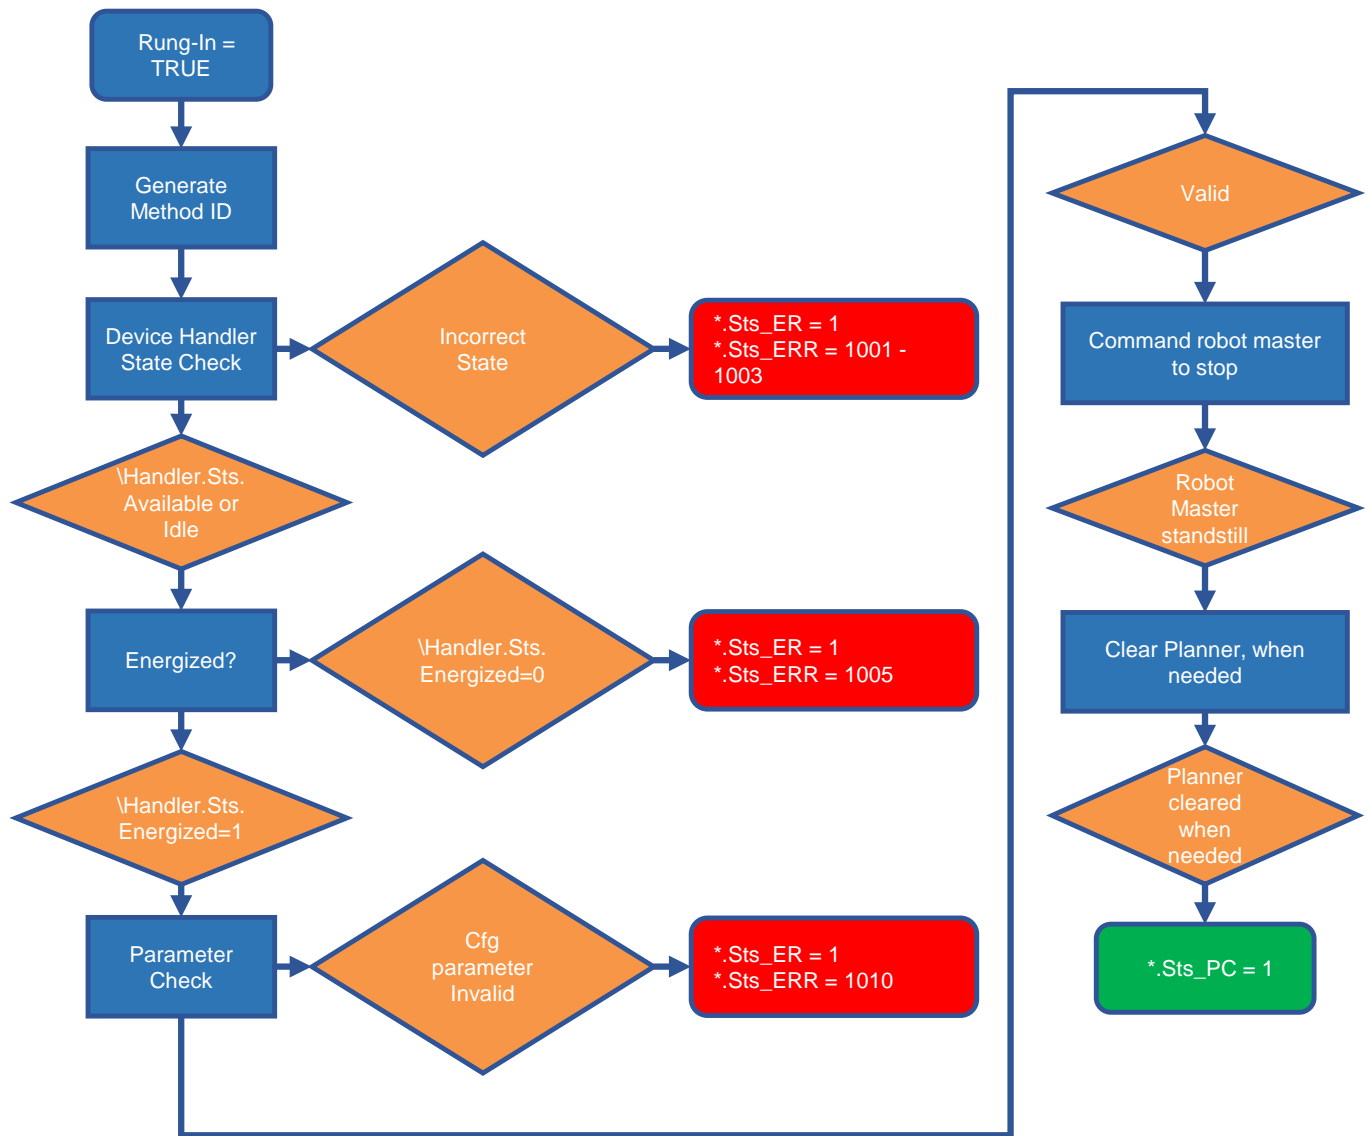 Rung-In =
TRUE
Generate
Method ID
Device Handler
State Check
Incorrect
State
*.Sts_ER = 1
*.Sts_ERR = 1001 -
1003
\Handler.Sts.
Available or
Idle
Energized?
\Handler.Sts.
Energized=0
*.Sts_ER = 1
*.Sts_ERR = 1005
\Handler.Sts.
Energized=1
Parameter
Check
Cfg
parameter
Invalid
*.Sts_ER = 1
*.Sts_ERR = 1010
Valid
Command robot master
to stop
Robot
Master
standstill
Clear Planner, when
needed
Planner
cleared
when
needed
*.Sts_PC = 1